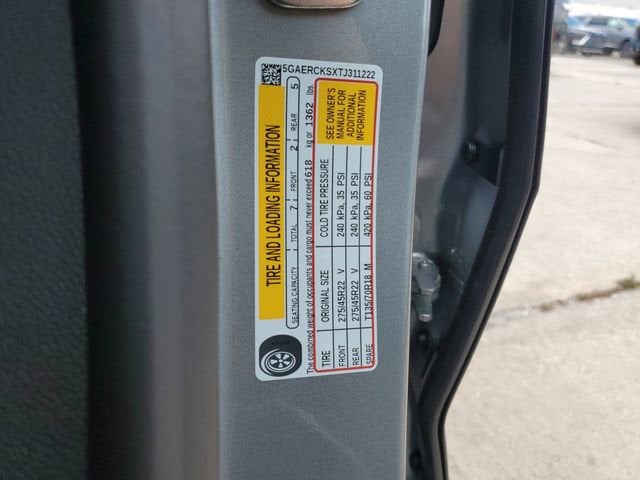 5GAERCKSXTJ311222
TIRE AND LOADING INFORMATION
SEATING CAPACITY TOTAL 7 FRONT 2 REAR 5
The combined weight of occupants and cargo must never exceed 618 kg or 1362 lbs.
TIRE ORIGINAL SIZE COLD TIRE PRESSURE
FRONT 275/45R22 V 240 kPa, 35 PSI
REAR 275/45R22 V 240 kPa, 35 PSI
SPARE T135/70R18 M 420 kPa, 60 PSI
SEE OWNER'S
MANUAL FOR
ADDITIONAL
INFORMATION